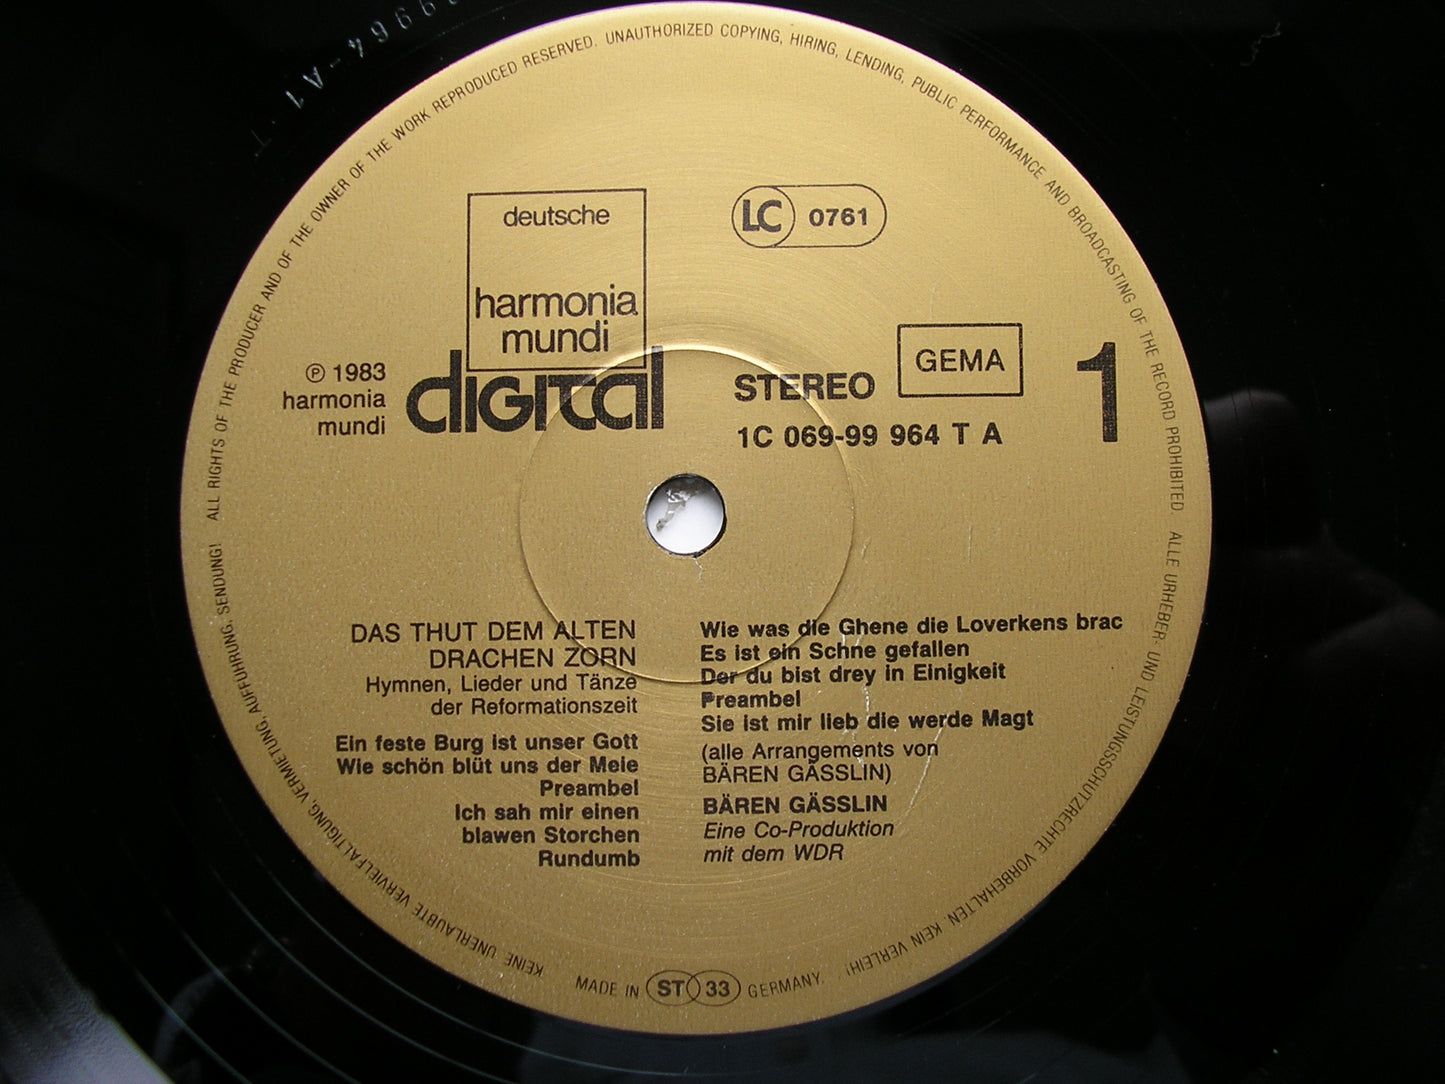 99964-A1
ALL RIGHTS OF THE PRODUCER AND OF THE OWNER OF THE WORK REPRODUCED RESERVED. UNAUTHORIZED COPYING, HIRING, LENDING, PUBLIC PERFORMANCE AND BROADCASTING OF THE RECORD PROHIBITED.
deutsche
harmonia
mundi
digital
LC 0761
℗ 1983
harmonia
mundi
STEREO
GEMA
1
1C 069-99 964 T A
DAS THUT DEM ALTEN
DRACHEN ZORN
Hymnen, Lieder und Tänze
der Reformationszeit
Ein feste Burg ist unser Gott
Wie schön blüt uns der Meie
Preambel
Ich sah mir einen
blawen Storchen
Rundumb
Wie was die Ghene die Loverkens brac
Es ist ein Schne gefallen
Der du bist drey in Einigkeit
Preambel
Sie ist mir lieb die werde Magt
(alle Arrangements von
BÄREN GÄSSLIN)
BÄREN GÄSSLIN
Eine Co-Produktion
mit dem WDR
ALLE URHEBER- UND LEISTUNGSSCHUTZRECHTE VORBEHALTEN. KEIN VERLEIH!
KEINE UNERLAUBTE VERVIELFALTIGUNG, VERMIETUNG, AUFFUHRUNG, SENDUNG!
MADE IN ST 33 GERMANY.